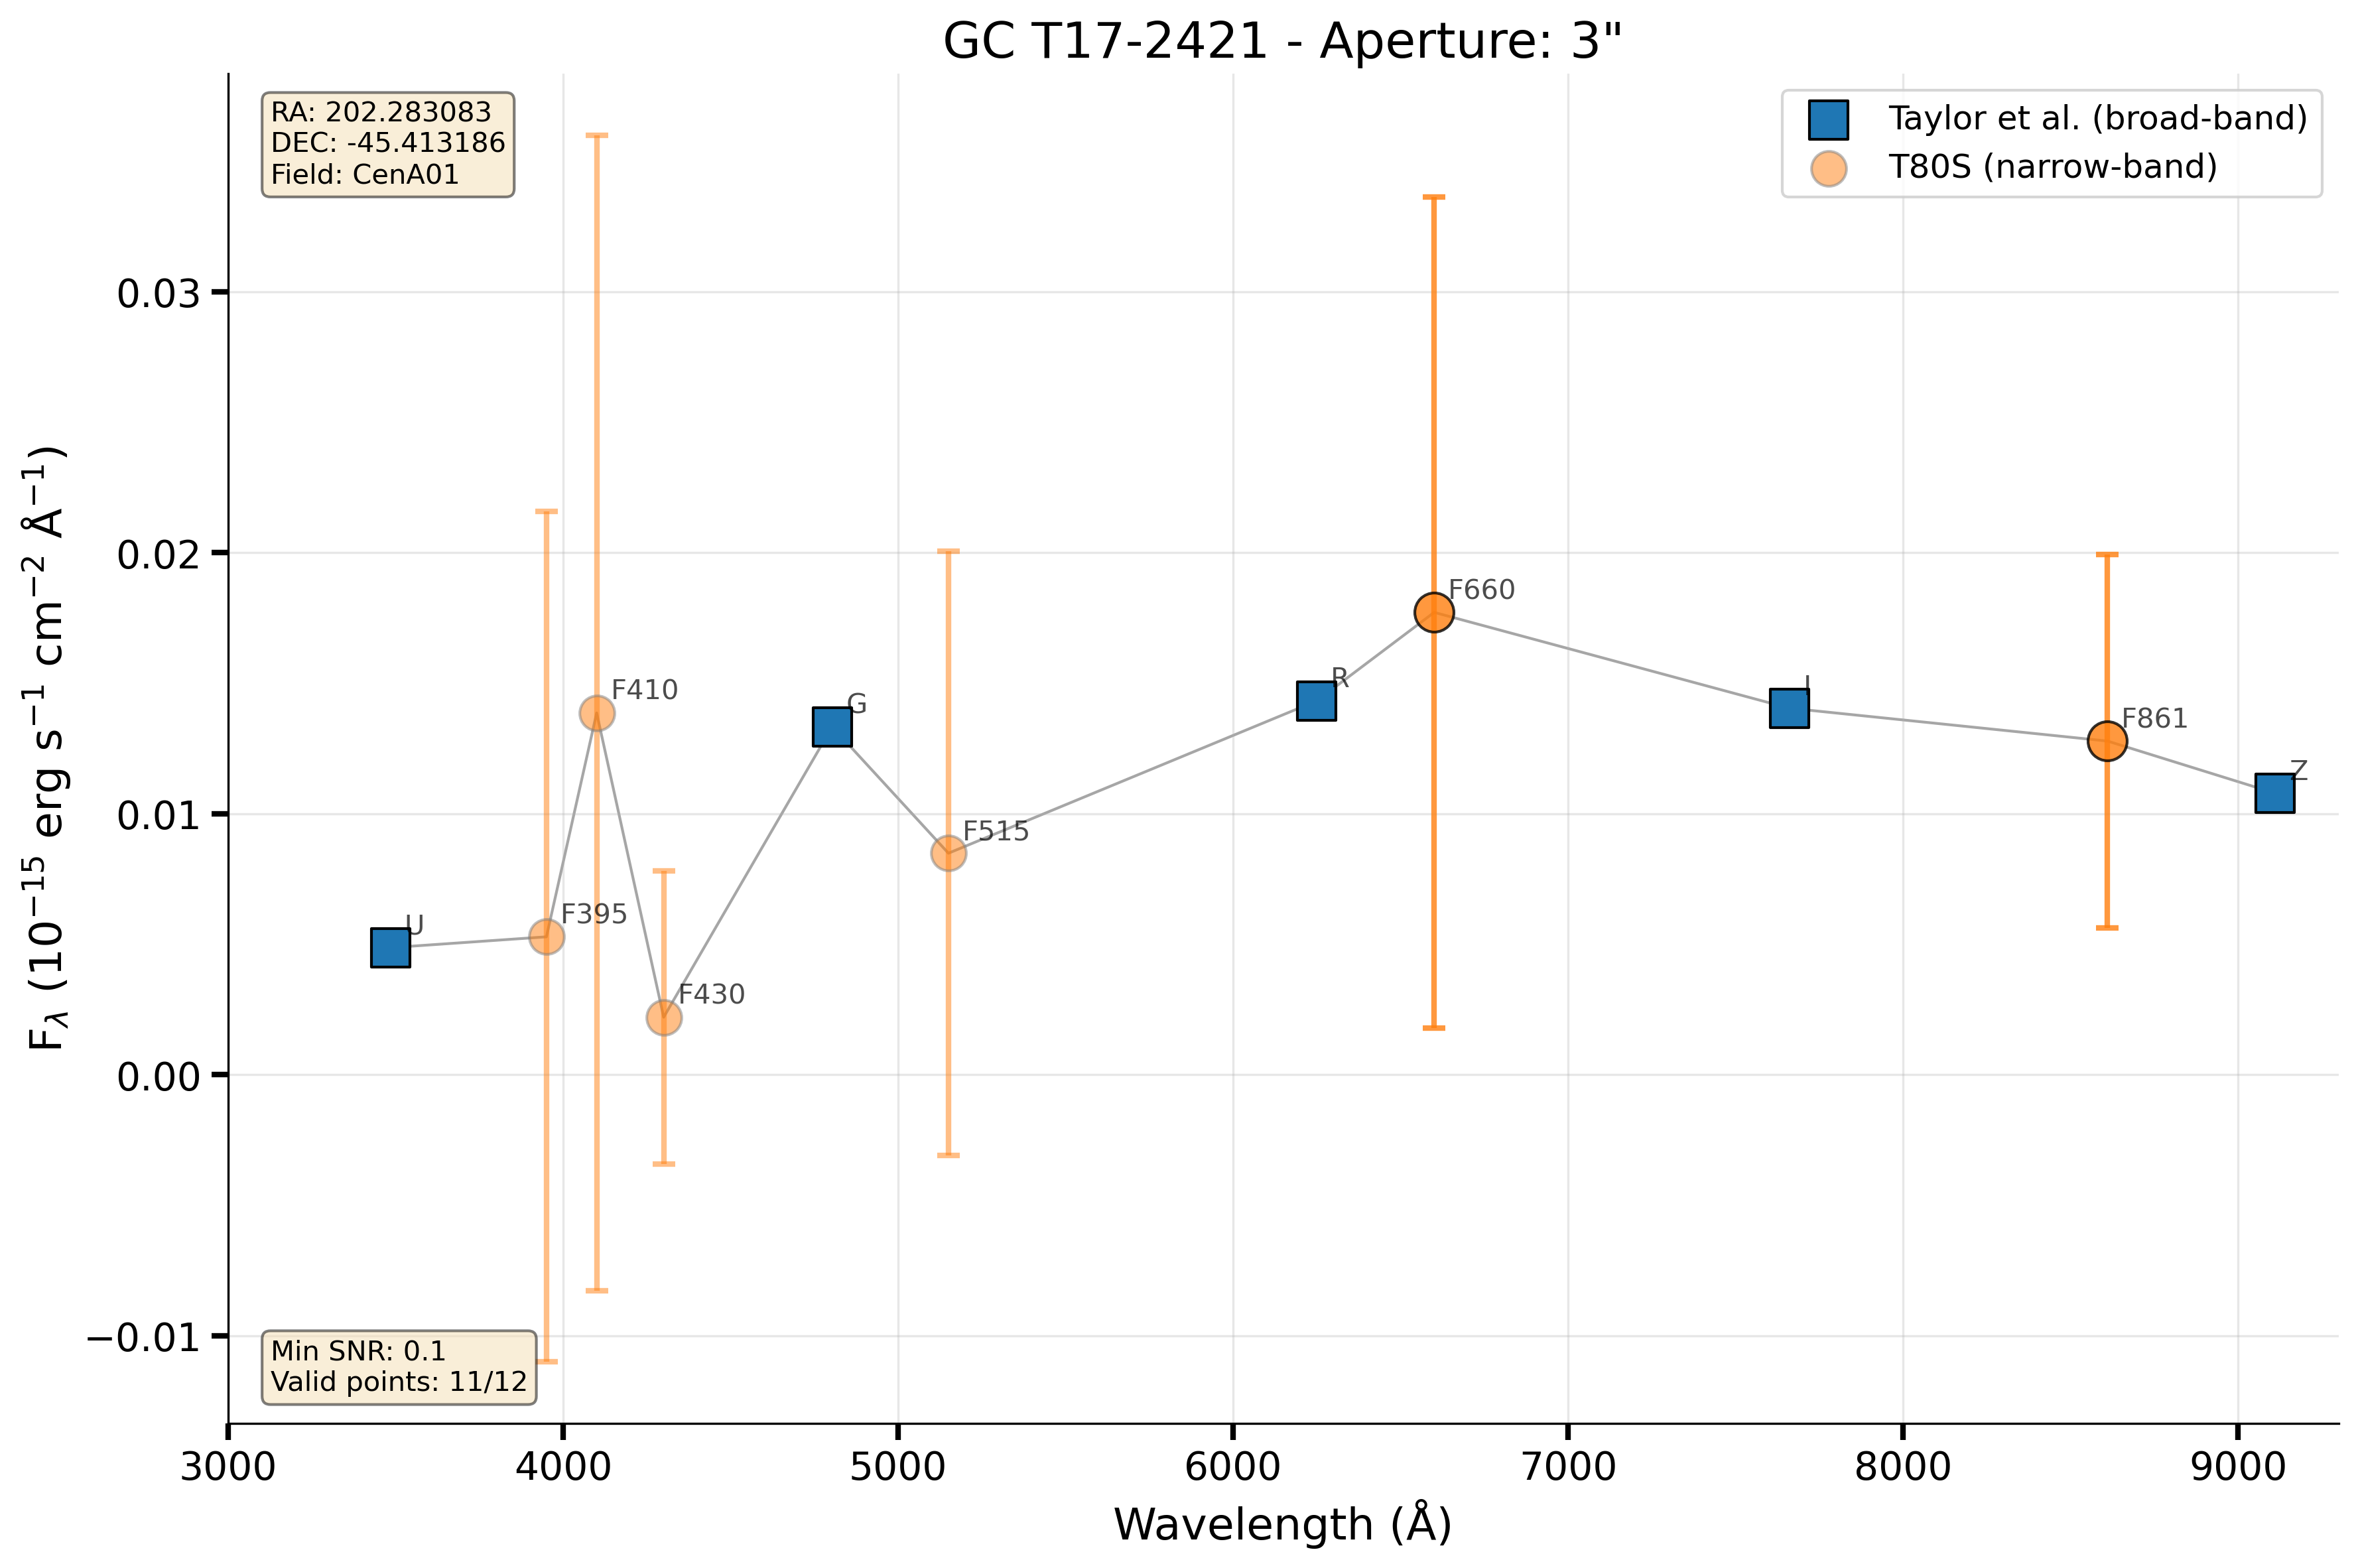 GC T17-2421 - Aperture: 3"
RA: 202.283083
DEC: -45.413186
Field: CenA01
Taylor et al. (broad-band)
T80S (narrow-band)
F660
F410
R
G
I
F861
Z
F515
F395
U
F430
0.03
0.02
0.01
0.00
−0.01
Fλ (10⁻¹⁵ erg s⁻¹ cm⁻² Å⁻¹)
Min SNR: 0.1
Valid points: 11/12
3000 4000 5000 6000 7000 8000 9000
Wavelength (Å)